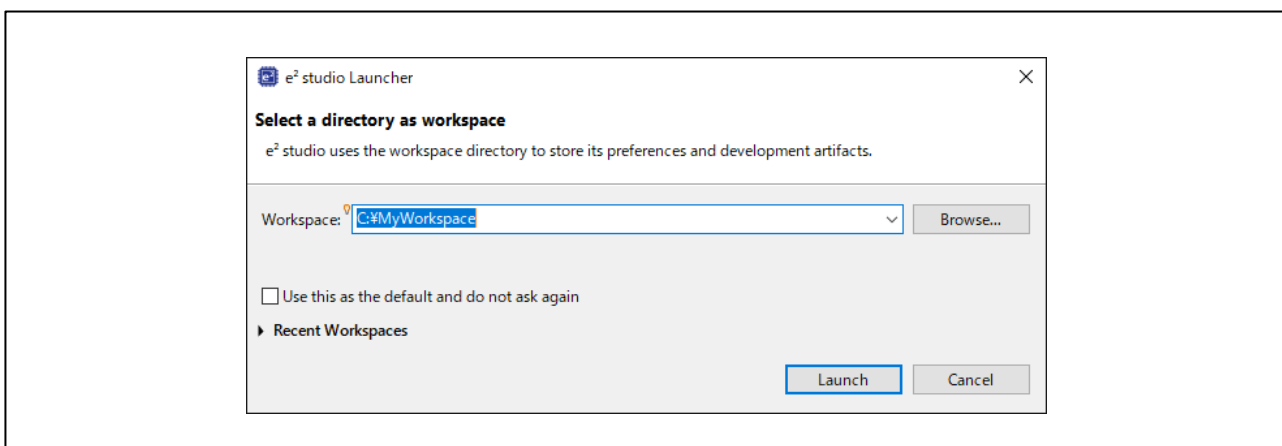 e² studio Launcher
Select a directory as workspace
e² studio uses the workspace directory to store its preferences and development artifacts.
Workspace: C:¥MyWorkspace Browse...
Use this as the default and do not ask again
Recent Workspaces
Launch Cancel